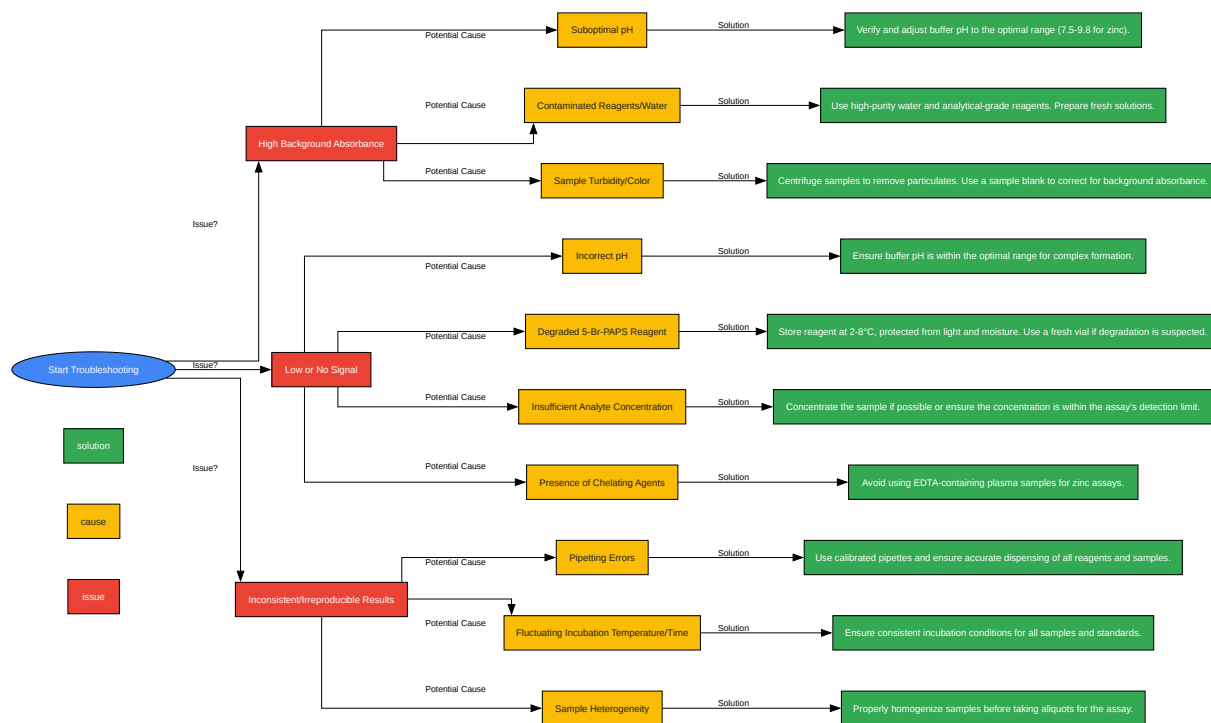 Suboptimal pH
Solution
Verify and adjust buffer pH to the optimal range (7.5-9.8 for zinc).
Potential Cause
Potential Cause
Contaminated Reagents/Water
Solution
Use high-purity water and analytical-grade reagents. Prepare fresh solutions.
High Background Absorbance
Potential Cause
Sample Turbidity/Color
Solution
Centrifuge samples to remove particulates. Use a sample blank to correct for background absorbance.
Issue?
Incorrect pH
Solution
Ensure buffer pH is within the optimal range for complex formation.
Potential Cause
Degraded 5-Br-PAPS Reagent
Solution
Store reagent at 2-8°C, protected from light and moisture. Use a fresh vial if degradation is suspected.
Potential Cause
Start Troubleshooting
Issue?
Low or No Signal
Potential Cause
Insufficient Analyte Concentration
Solution
Concentrate the sample if possible or ensure the concentration is within the assay's detection limit.
solution
Issue?
Potential Cause
Presence of Chelating Agents
Solution
Avoid using EDTA-containing plasma samples for zinc assays.
cause
Pipetting Errors
Solution
Use calibrated pipettes and ensure accurate dispensing of all reagents and samples.
Potential Cause
issue
Inconsistent/Irreproducible Results
Potential Cause
Fluctuating Incubation Temperature/Time
Solution
Ensure consistent incubation conditions for all samples and standards.
Potential Cause
Sample Heterogeneity
Solution
Properly homogenize samples before taking aliquots for the assay.